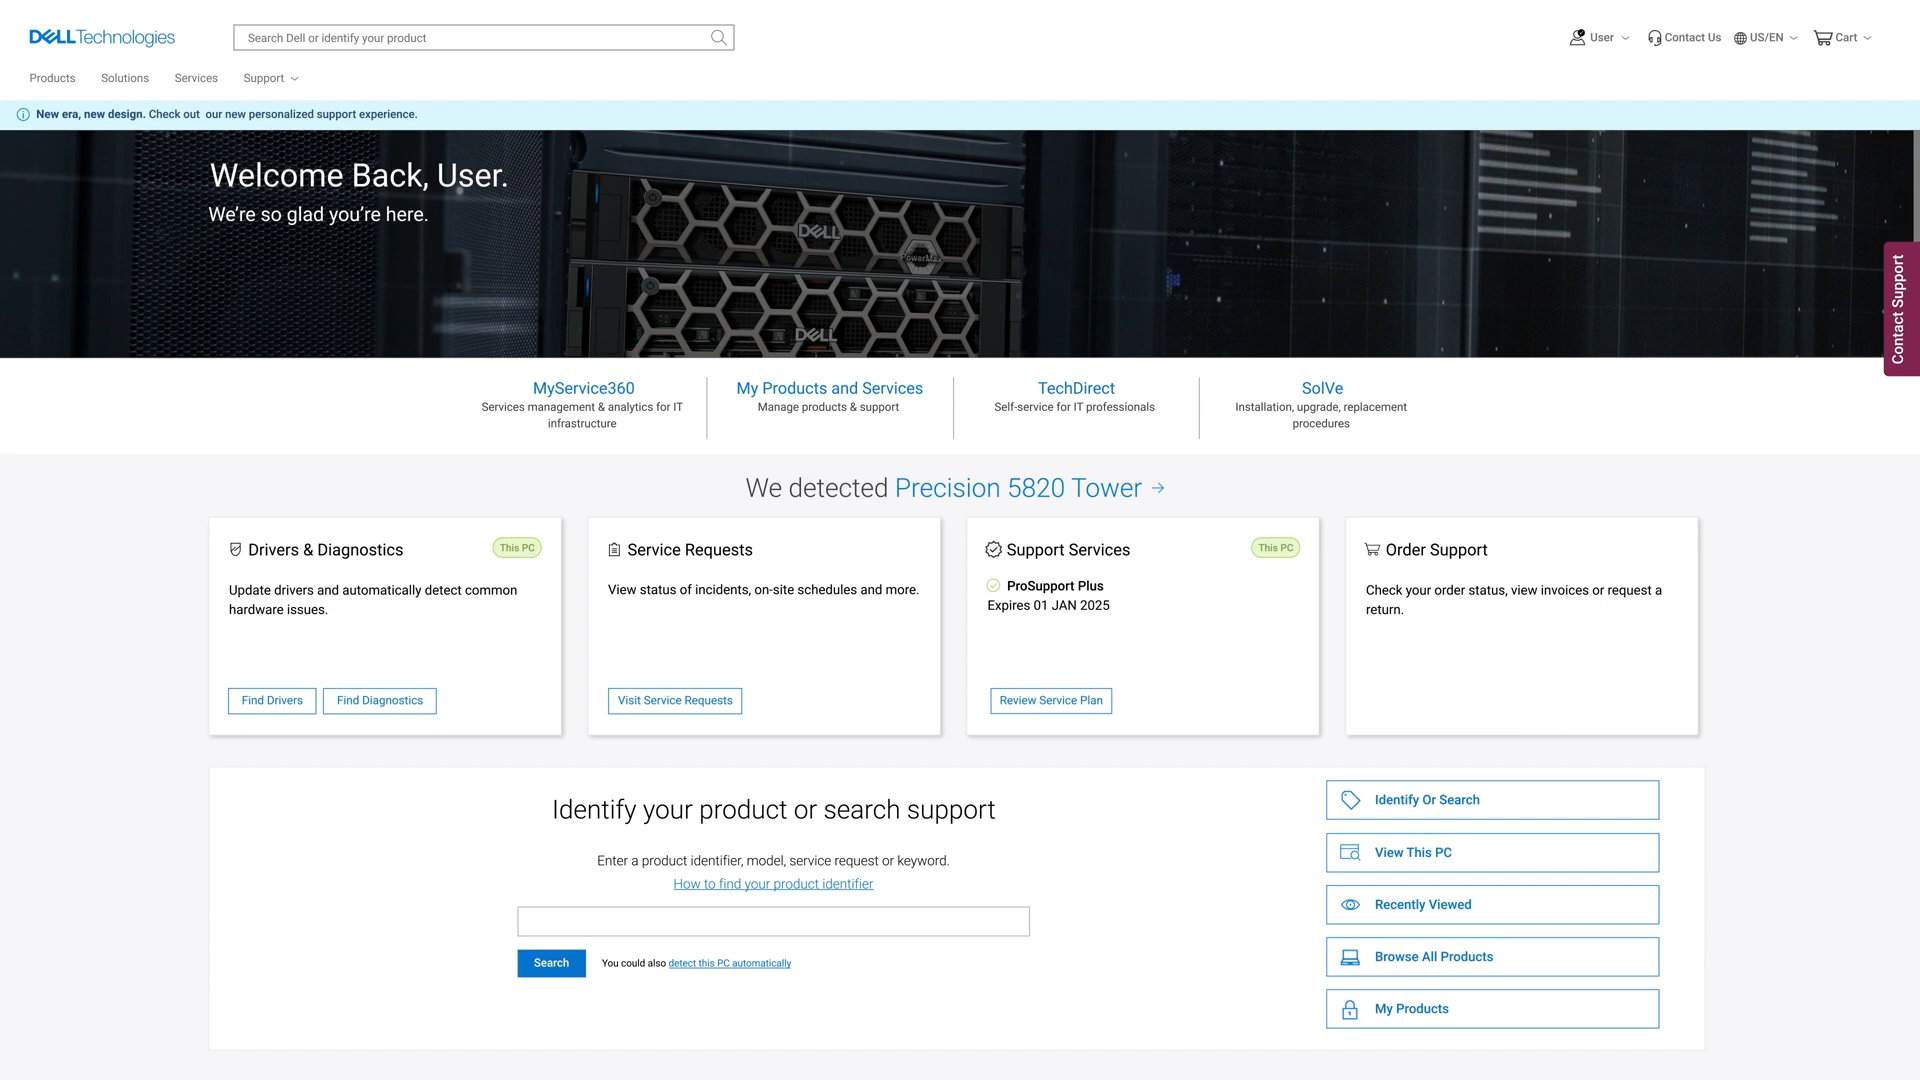 DELL Technologies
Search Dell or identify your product
User
Contact Us
US/EN
Cart
Products
Solutions
Services
Support
New era, new design. Check out our new personalized support experience.
Welcome Back, User.
We're so glad you're here.
DELL
PowerMax
DELL
Contact Support
MyService360
Services management & analytics for IT
infrastructure
My Products and Services
Manage products & support
TechDirect
Self-service for IT professionals
SolVe
Installation, upgrade, replacement
procedures
We detected Precision 5820 Tower
Drivers & Diagnostics
This PC
Update drivers and automatically detect common
hardware issues.
Find Drivers
Find Diagnostics
Service Requests
View status of incidents, on-site schedules and more.
Visit Service Requests
Support Services
This PC
ProSupport Plus
Expires 01 JAN 2025
Review Service Plan
Order Support
Check your order status, view invoices or request a
return.
Identify your product or search support
Enter a product identifier, model, service request or keyword.
How to find your product identifier
Search
You could also detect this PC automatically
Identify Or Search
View This PC
Recently Viewed
Browse All Products
My Products